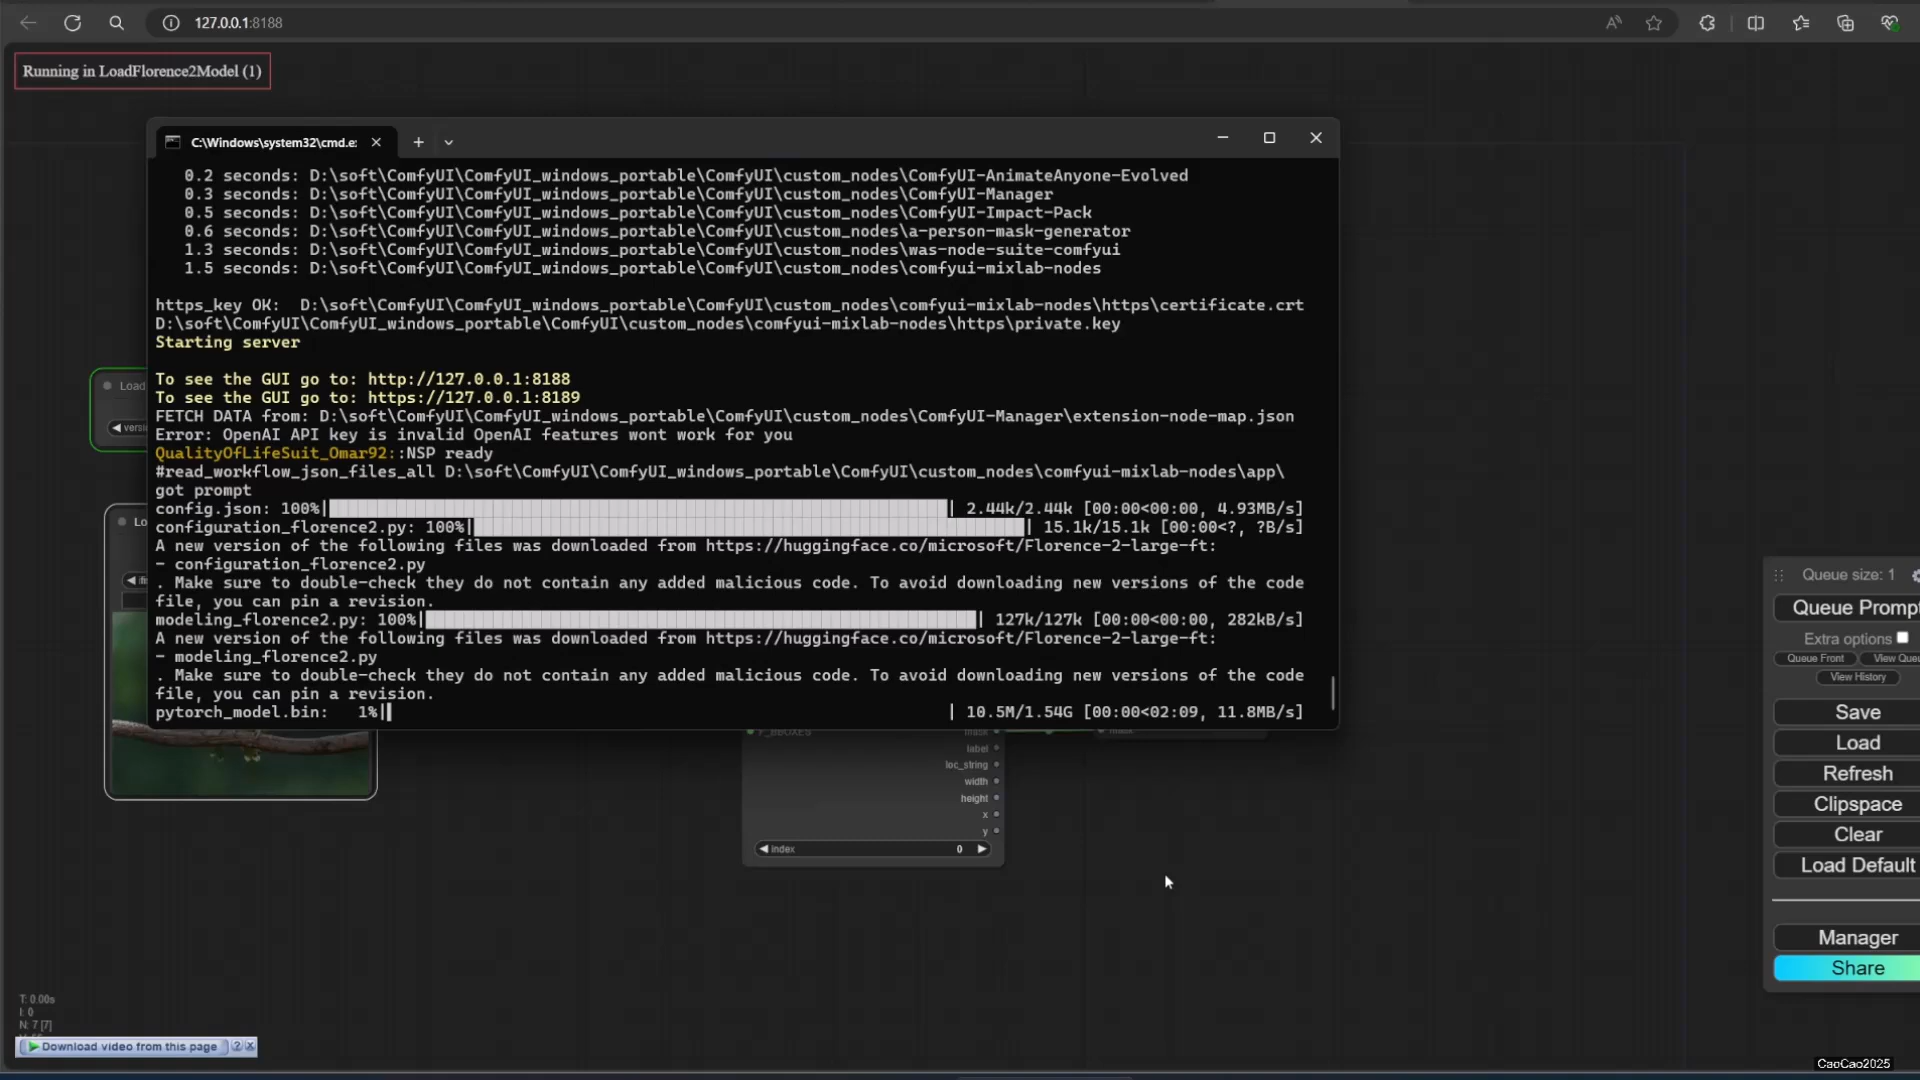 127.0.0.1:8188
Running in LoadFlorence2Model (1)
C:\Windows\system32\cmd.e:
0.2 seconds: D:\soft\ComfyUI\ComfyUI_windows_portable\ComfyUI\custom_nodes\ComfyUI-AnimateAnyone-Evolved
0.3 seconds: D:\soft\ComfyUI\ComfyUI_windows_portable\ComfyUI\custom_nodes\ComfyUI-Manager
0.5 seconds: D:\soft\ComfyUI\ComfyUI_windows_portable\ComfyUI\custom_nodes\ComfyUI-Impact-Pack
0.6 seconds: D:\soft\ComfyUI\ComfyUI_windows_portable\ComfyUI\custom_nodes\a-person-mask-generator
1.3 seconds: D:\soft\ComfyUI\ComfyUI_windows_portable\ComfyUI\custom_nodes\was-node-suite-comfyui
1.5 seconds: D:\soft\ComfyUI\ComfyUI_windows_portable\ComfyUI\custom_nodes\comfyui-mixlab-nodes
https_key OK: D:\soft\ComfyUI\ComfyUI_windows_portable\ComfyUI\custom_nodes\comfyui-mixlab-nodes\https\certificate.crt
D:\soft\ComfyUI\ComfyUI_windows_portable\ComfyUI\custom_nodes\comfyui-mixlab-nodes\https\private.key
Starting server
To see the GUI go to: http://127.0.0.1:8188
To see the GUI go to: https://127.0.0.1:8189
FETCH DATA from: D:\soft\ComfyUI\ComfyUI_windows_portable\ComfyUI\custom_nodes\ComfyUI-Manager\extension-node-map.json
Error: OpenAI API key is invalid OpenAI features wont work for you
QualityOfLifeSuit_Omar92::NSP ready
#read_workflow_json_files_all D:\soft\ComfyUI\ComfyUI_windows_portable\ComfyUI\custom_nodes\comfyui-mixlab-nodes\app\
got prompt
config.json: 100%| | 2.44k/2.44k [00:00<00:00, 4.93MB/s]
configuration_florence2.py: 100%| | 15.1k/15.1k [00:00<?, ?B/s]
A new version of the following files was downloaded from https://huggingface.co/microsoft/Florence-2-large-ft:
- configuration_florence2.py
. Make sure to double-check they do not contain any added malicious code. To avoid downloading new versions of the code
file, you can pin a revision.
modeling_florence2.py: 100%| | 127k/127k [00:00<00:00, 282kB/s]
A new version of the following files was downloaded from https://huggingface.co/microsoft/Florence-2-large-ft:
- modeling_florence2.py
. Make sure to double-check they do not contain any added malicious code. To avoid downloading new versions of the code
file, you can pin a revision.
pytorch_model.bin: 1%| | 10.5M/1.54G [00:00<02:09, 11.8MB/s]
Load
versi
Lo
F_BBOXES
mask
mask
label
loc_string
width
height
x
y
index 0
Queue size: 1
Queue Prompt
Extra options
Queue Front
View Queu
View History
Save
Load
Refresh
Clipspace
Clear
Load Default
Manager
Share
T: 0.00s
I: 0
N: 7 [7]
Download video from this page
CaoCao2025